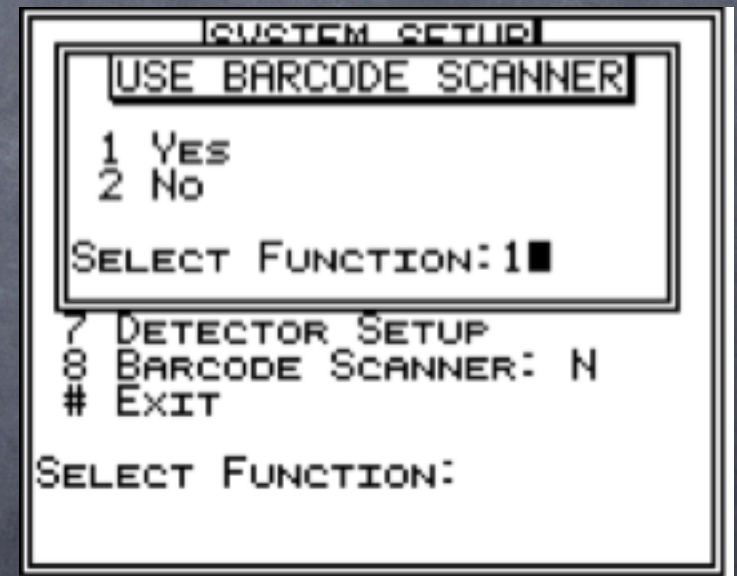 SYSTEM SETUP
USE BARCODE SCANNER
1 YES
2 NO
SELECT FUNCTION:1
7 DETECTOR SETUP
8 BARCODE SCANNER: N
# EXIT
SELECT FUNCTION: